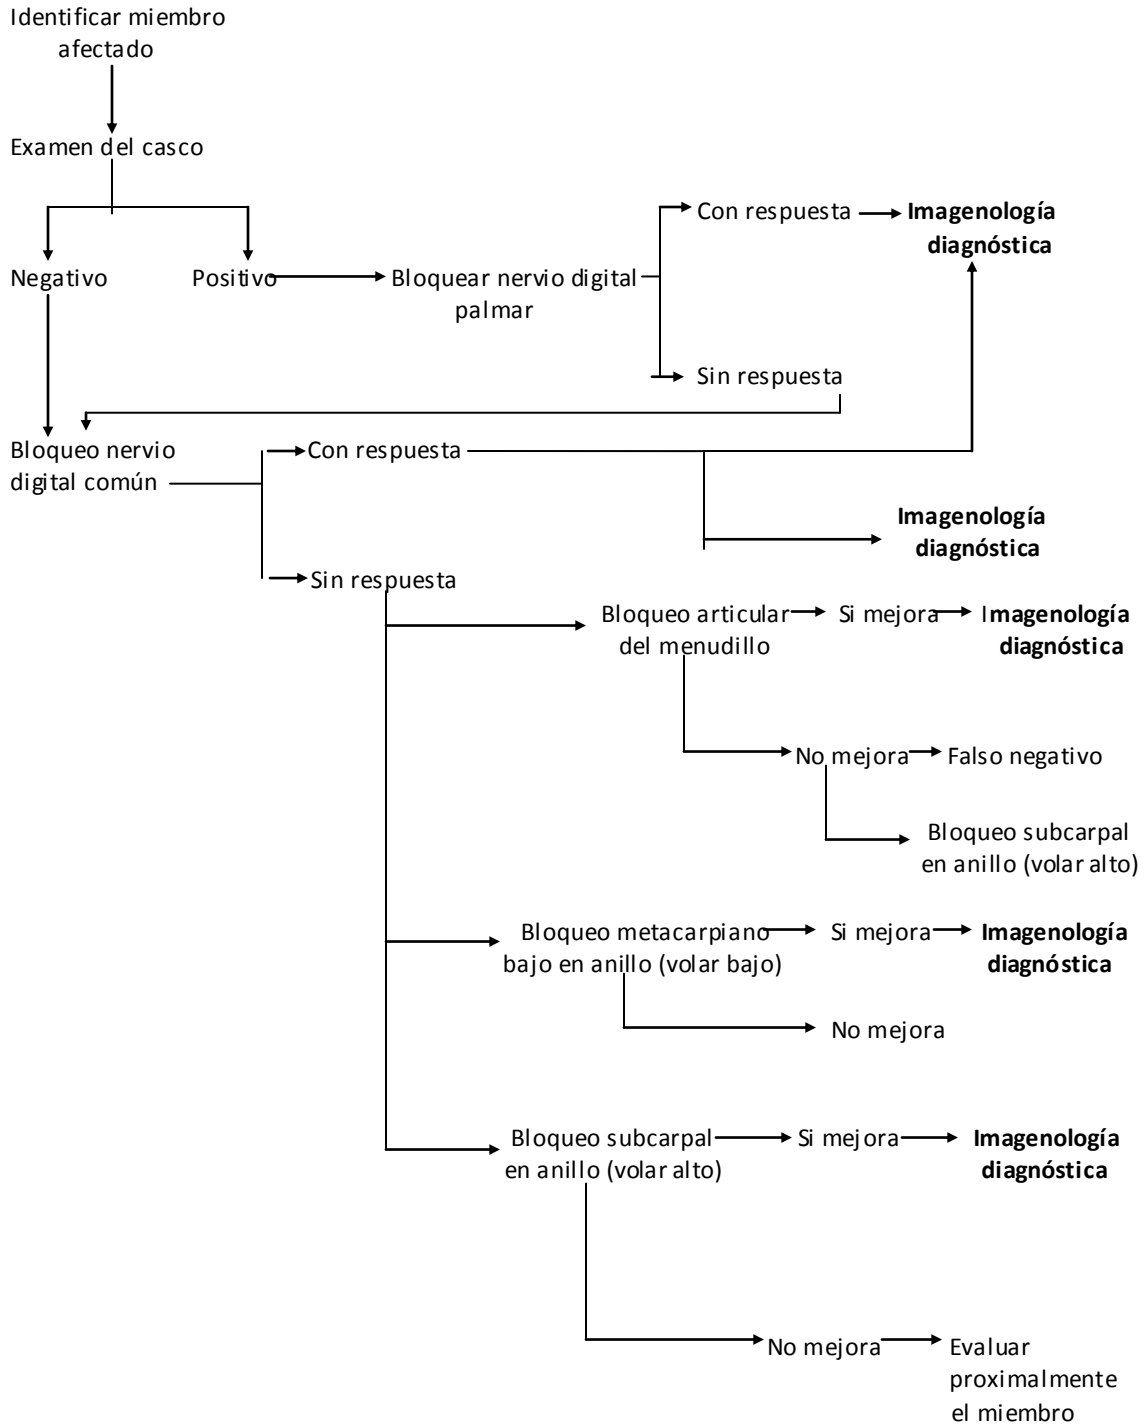 Identificar miembro
afectado
Examen del casco
Con respuesta
Imagenología
diagnóstica
Negativo
Positivo
Bloquear nervio digital
palmar
Sin respuesta
Bloqueo nervio
digital común
Con respuesta
Imagenología
diagnóstica
Sin respuesta
Bloqueo articular
del menudillo
Si mejora
Imagenología
diagnóstica
No mejora
Falso negativo
Bloqueo subcarpal
en anillo (volar alto)
Bloqueo metacarpiano
bajo en anillo (volar bajo)
Si mejora
Imagenología
diagnóstica
No mejora
Bloqueo subcarpal
en anillo (volar alto)
Si mejora
Imagenología
diagnóstica
No mejora
Evaluar
proximalmente
el miembro